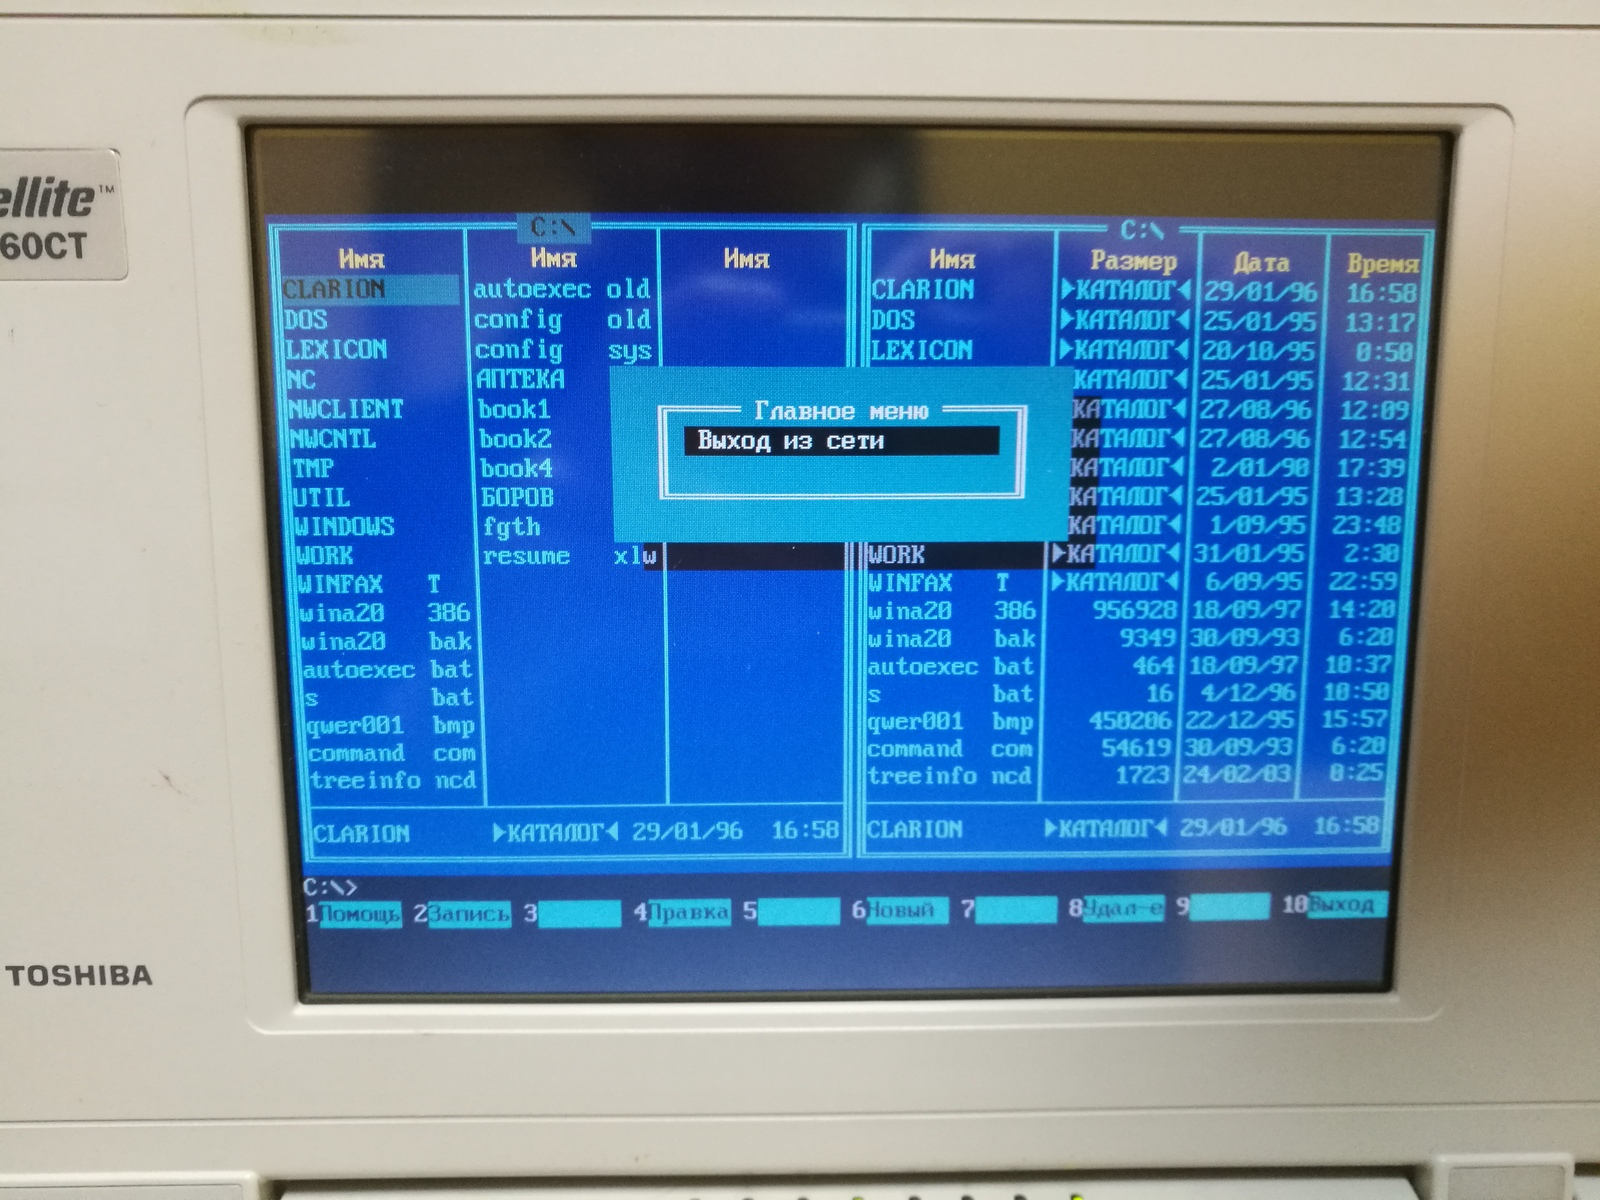 ellite™
60CT
C:\ C:\
Имя Имя Имя Имя Размер Дата Время
CLARION autoexec old CLARION ►КАТАЛОГ◄ 29/01/96 16:58
DOS config old DOS ►КАТАЛОГ◄ 25/01/95 13:17
LEXICON config sys LEXICON ►КАТАЛОГ◄ 20/10/95 0:50
NC АПТЕКА КАТАЛОГ◄ 25/01/95 12:31
NWCLIENT book1 Главное меню КАТАЛОГ◄ 27/08/96 12:09
NWCNTL book2 Выход из сети КАТАЛОГ◄ 27/08/96 12:54
TMP book4 КАТАЛОГ◄ 2/01/90 17:39
UTIL БОРОВ КАТАЛОГ◄ 25/01/95 13:28
WINDOWS fgth КАТАЛОГ◄ 1/09/95 23:48
WORK resume xlw WORK ►КАТАЛОГ◄ 31/01/95 2:30
WINFAX T WINFAX T ►КАТАЛОГ◄ 6/09/95 22:59
wina20 386 wina20 386 956928 18/09/97 14:20
wina20 bak wina20 bak 9349 30/09/93 6:20
autoexec bat autoexec bat 464 18/09/97 10:37
s bat s bat 16 4/12/96 10:50
qwer001 bmp qwer001 bmp 450206 22/12/95 15:57
command com command com 54619 30/09/93 6:20
treeinfo ncd treeinfo ncd 1723 24/02/03 0:25
CLARION ►КАТАЛОГ◄ 29/01/96 16:58 CLARION ►КАТАЛОГ◄ 29/01/96 16:58
C:\>
1Помощь 2Запись 3 4Правка 5 6Новый 7 8Удал-е 9 10Выход
TOSHIBA